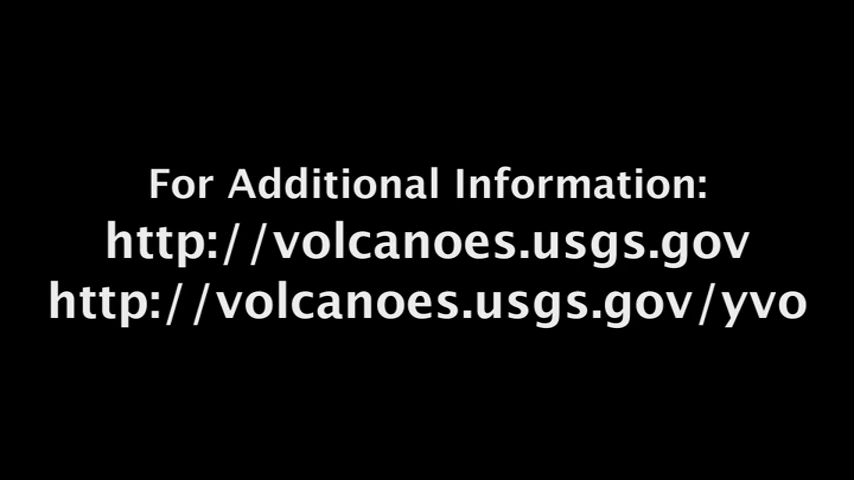 For Additional Information:
http://volcanoes.usgs.gov
http://volcanoes.usgs.gov/yvo